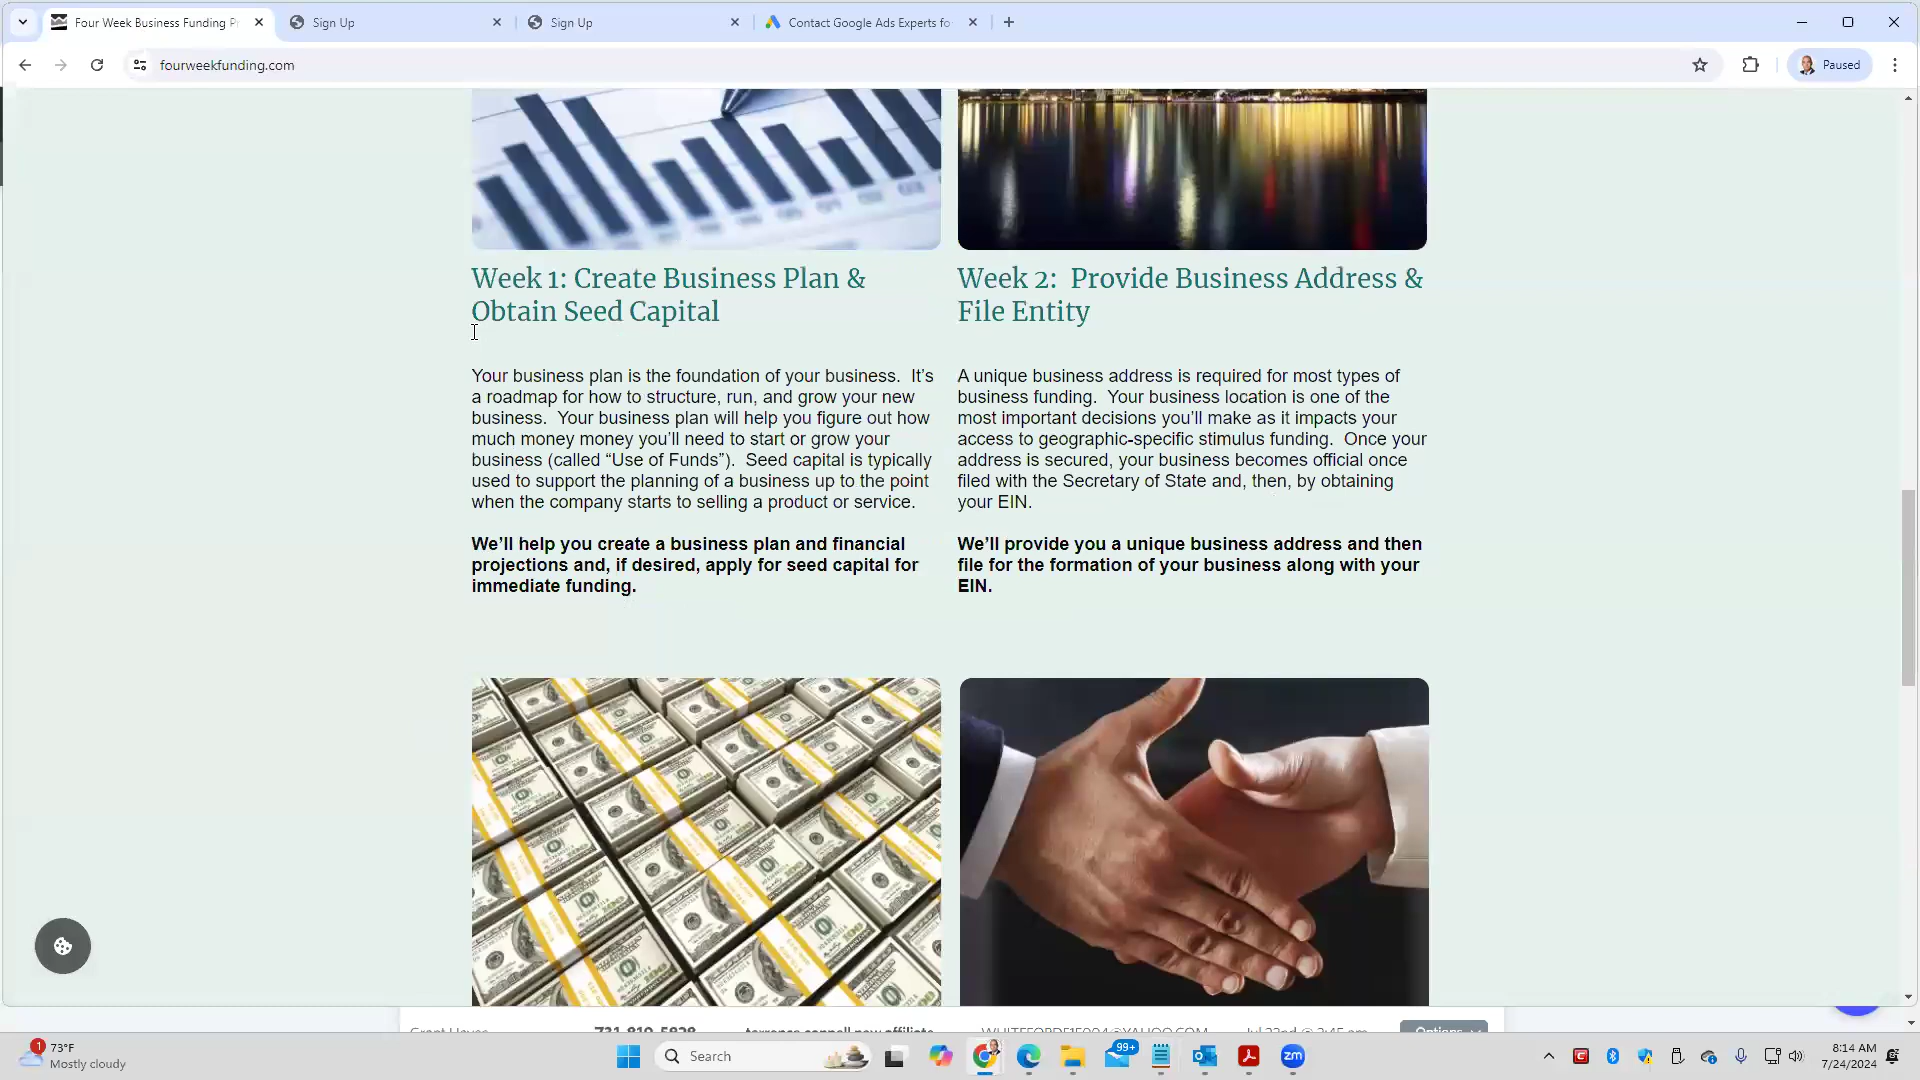 Four Week Business Funding P
Sign Up
Sign Up
Contact Google Ads Experts fo
fourweekfunding.com
Paused
Week 1: Create Business Plan &
Obtain Seed Capital
Your business plan is the foundation of your business. It's
a roadmap for how to structure, run, and grow your new
business. Your business plan will help you figure out how
much money money you'll need to start or grow your
business (called “Use of Funds”). Seed capital is typically
used to support the planning of a business up to the point
when the company starts to selling a product or service.
We'll help you create a business plan and financial
projections and, if desired, apply for seed capital for
immediate funding.
Week 2: Provide Business Address &
File Entity
A unique business address is required for most types of
business funding. Your business location is one of the
most important decisions you'll make as it impacts your
access to geographic-specific stimulus funding. Once your
address is secured, your business becomes official once
filed with the Secretary of State and, then, by obtaining
your EIN.
We'll provide you a unique business address and then
file for the formation of your business along with your
EIN.
1
73°F
Mostly cloudy
Search
99+
zm
8:14 AM
7/24/2024